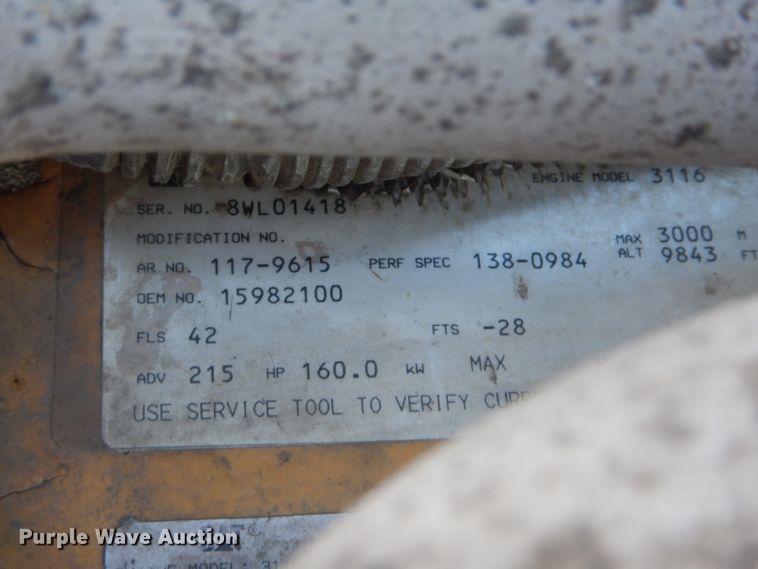 ENGINE MODEL 3116
SER. NO. 8WL01418
MODIFICATION NO. MAX 3000 M
AR NO. 117-9615 PERF SPEC 138-0984 ALT 9843 FT
OEM NO. 15982100
FLS 42 FTS -28
ADV 215 HP 160.0 kW MAX
USE SERVICE TOOL TO VERIFY
Purple Wave Auction
MODEL: